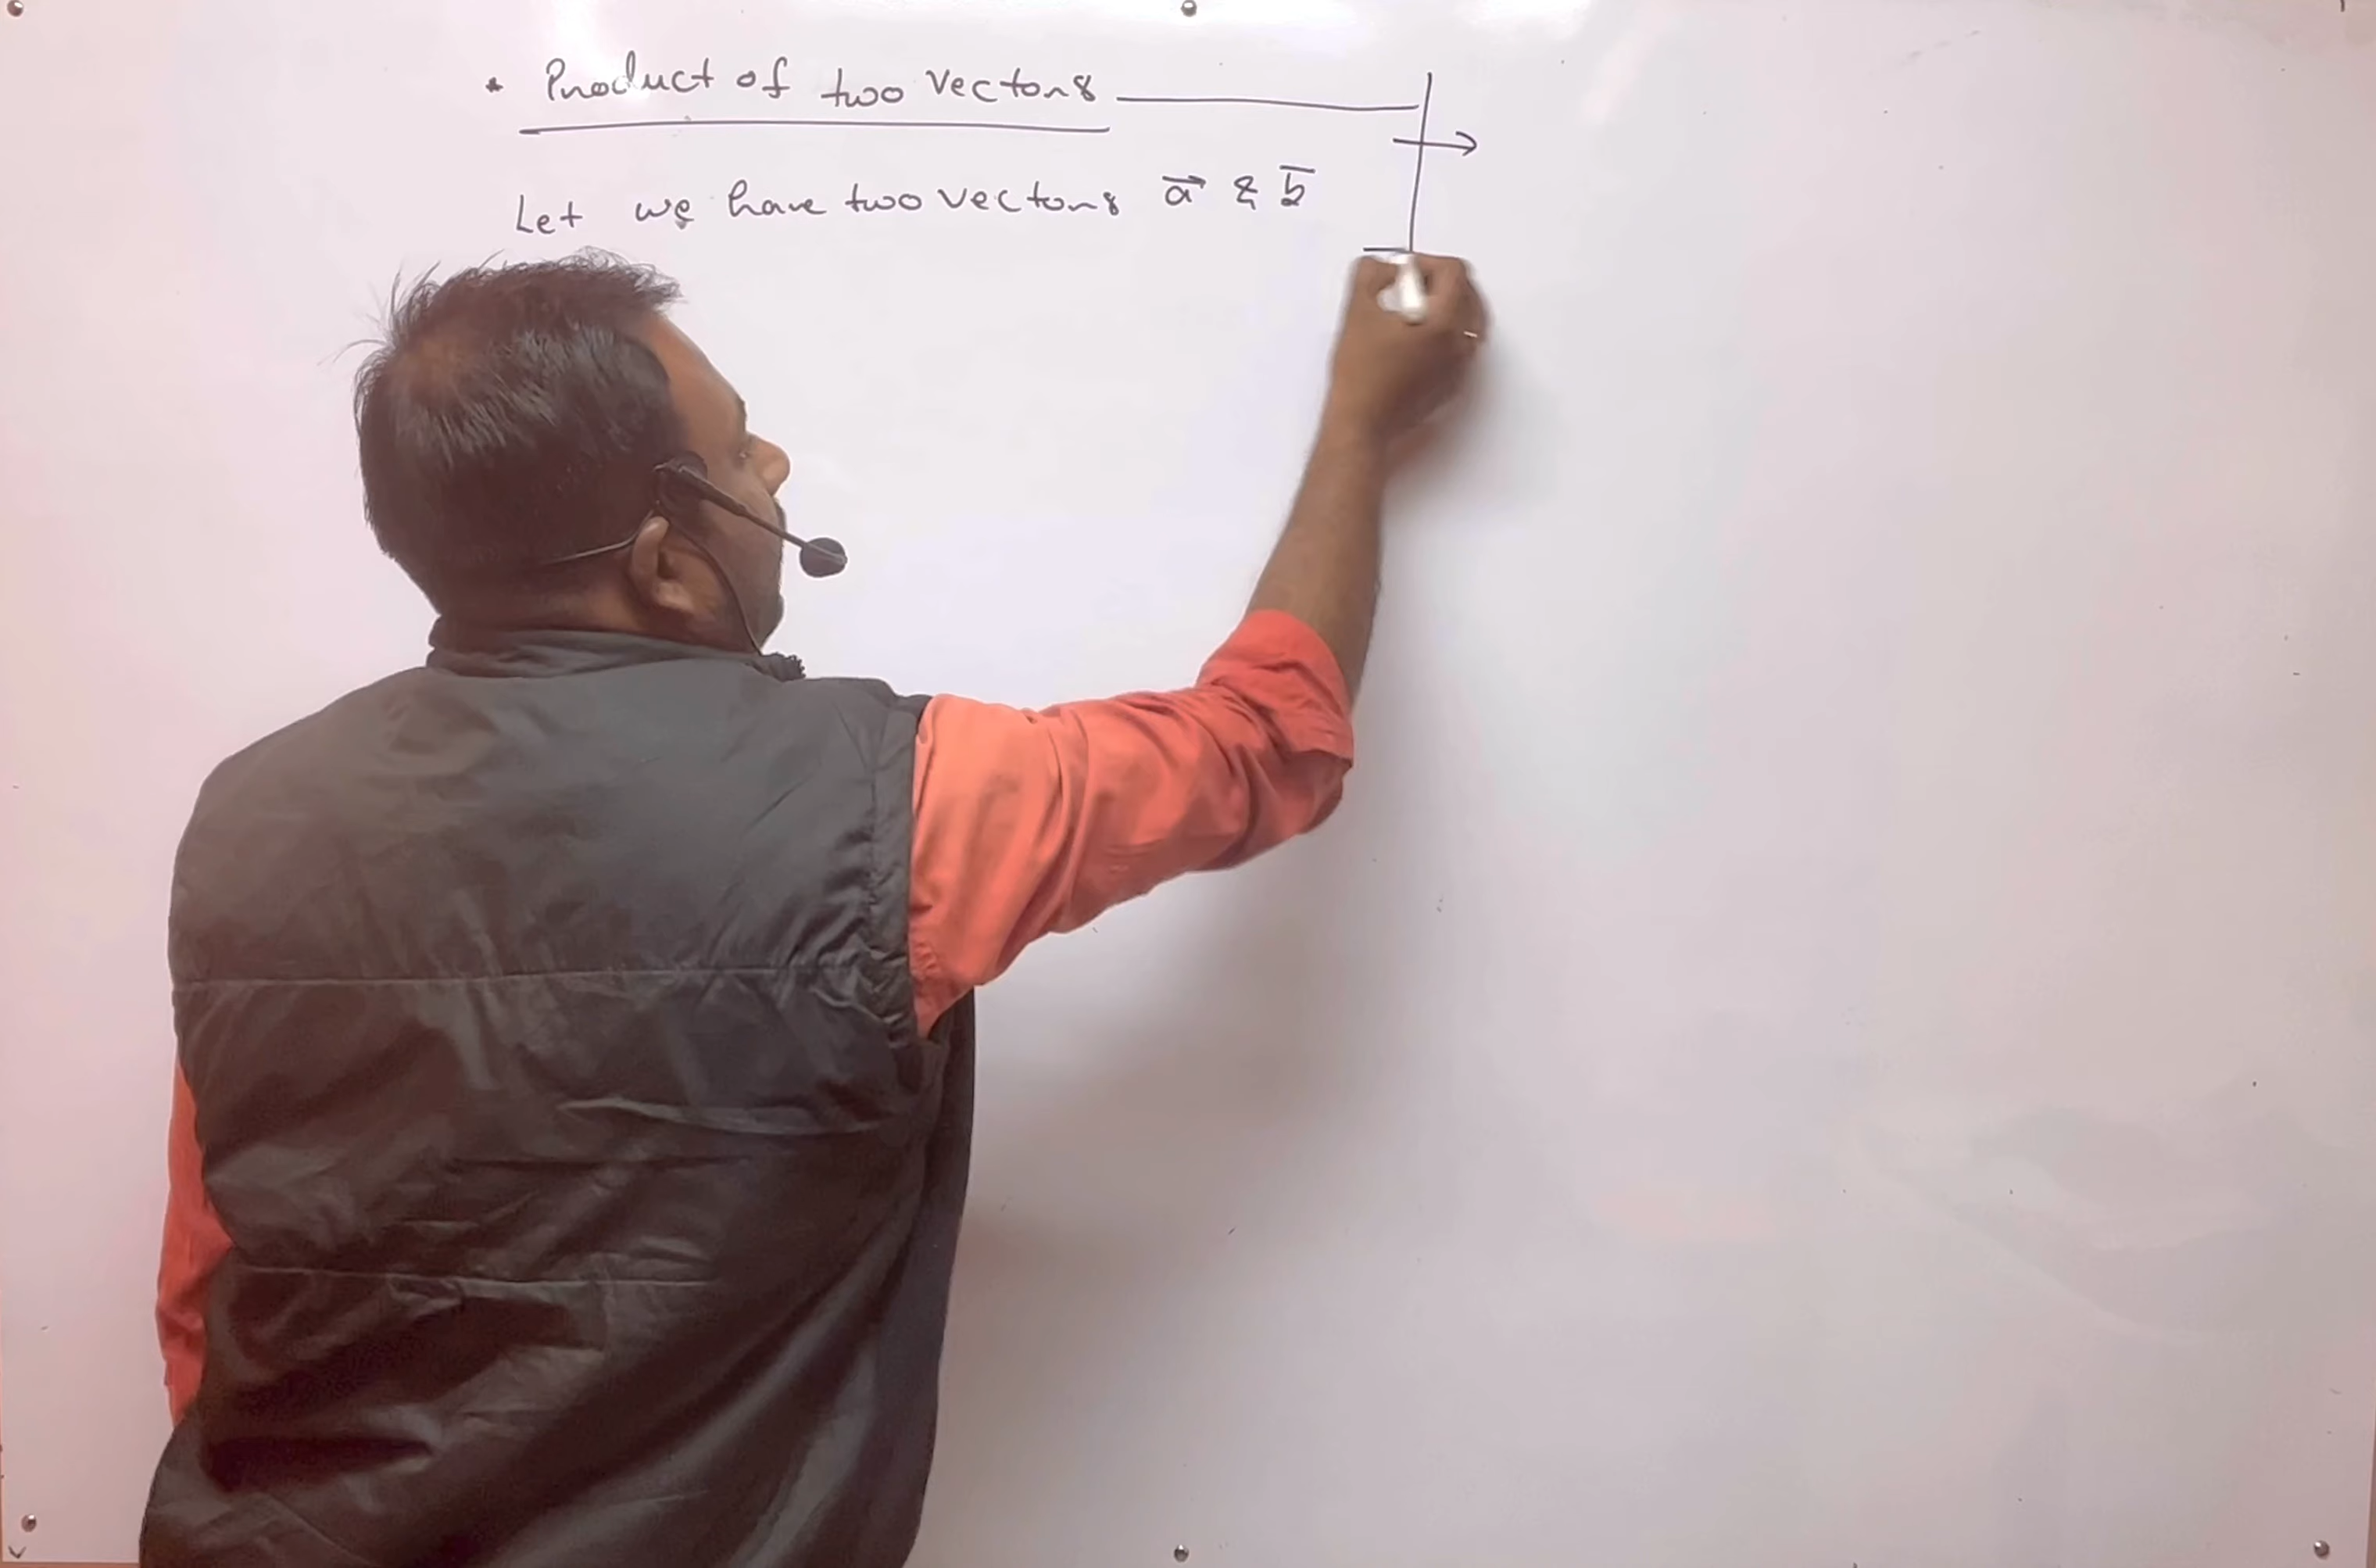 * Product of two vectors
Let we have two vectors a⃗ & b̅